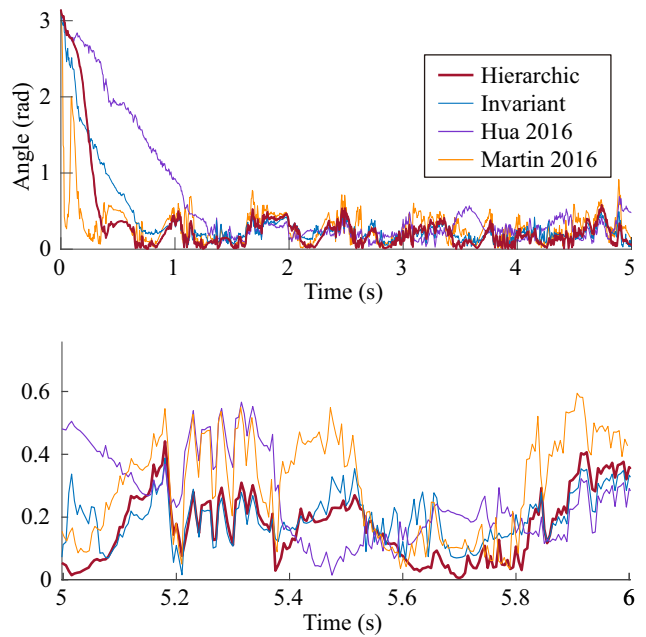 3
2
1
0
Angle (rad)
Hierarchic
Invariant
Hua 2016
Martin 2016
0 1 2 3 4 5
Time (s)
0.6
0.4
0.2
0
5 5.2 5.4 5.6 5.8 6
Time (s)